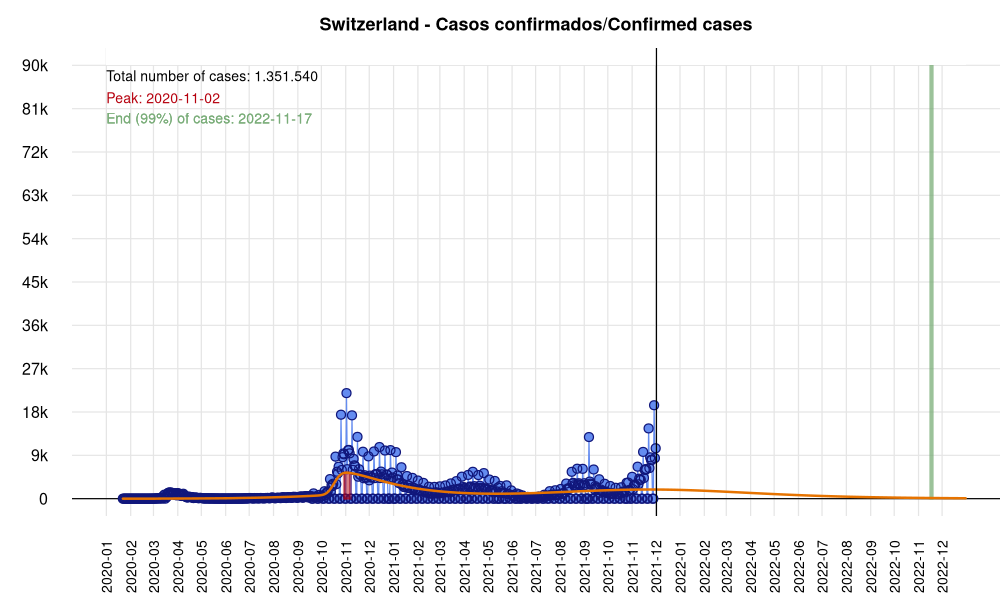 Switzerland - Casos confirmados/Confirmed cases
Total number of cases: 1.351.540
Peak: 2020-11-02
End (99%) of cases: 2022-11-17
90k
81k
72k
63k
54k
45k
36k
27k
18k
9k
0
2020-01
2020-02
2020-03
2020-04
2020-05
2020-06
2020-07
2020-08
2020-09
2020-10
2020-11
2020-12
2021-01
2021-02
2021-03
2021-04
2021-05
2021-06
2021-07
2021-08
2021-09
2021-10
2021-11
2021-12
2022-01
2022-02
2022-03
2022-04
2022-05
2022-06
2022-07
2022-08
2022-09
2022-10
2022-11
2022-12